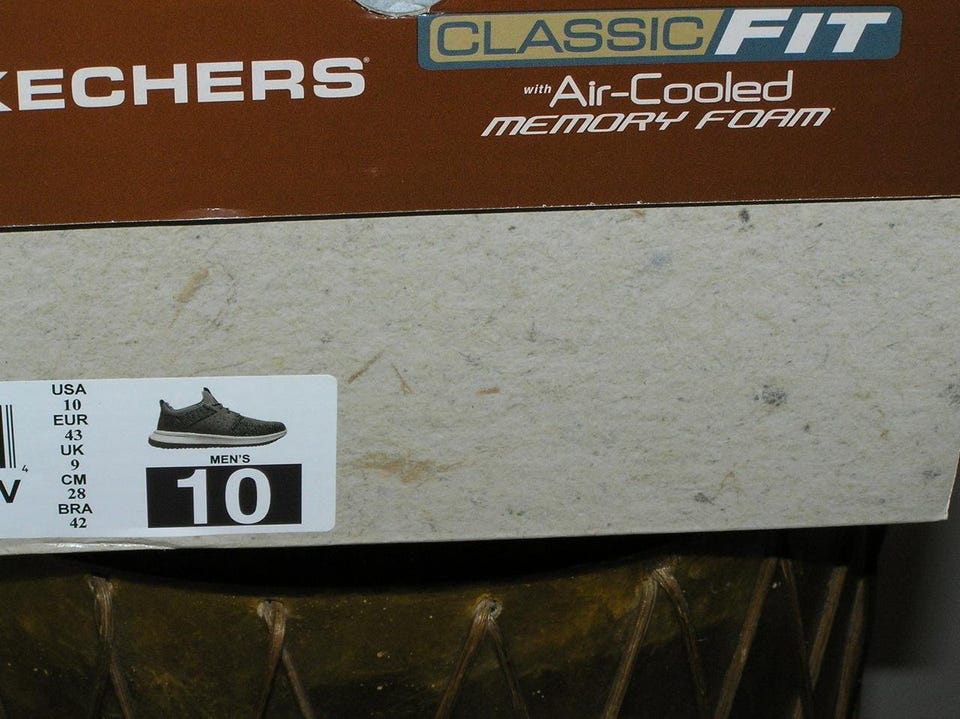 KECHERS
CLASSIC FIT
with Air-Cooled
MEMORY FOAM
USA
10
EUR
43
UK
9
CM
28
BRA
42
4
V
MEN'S
10